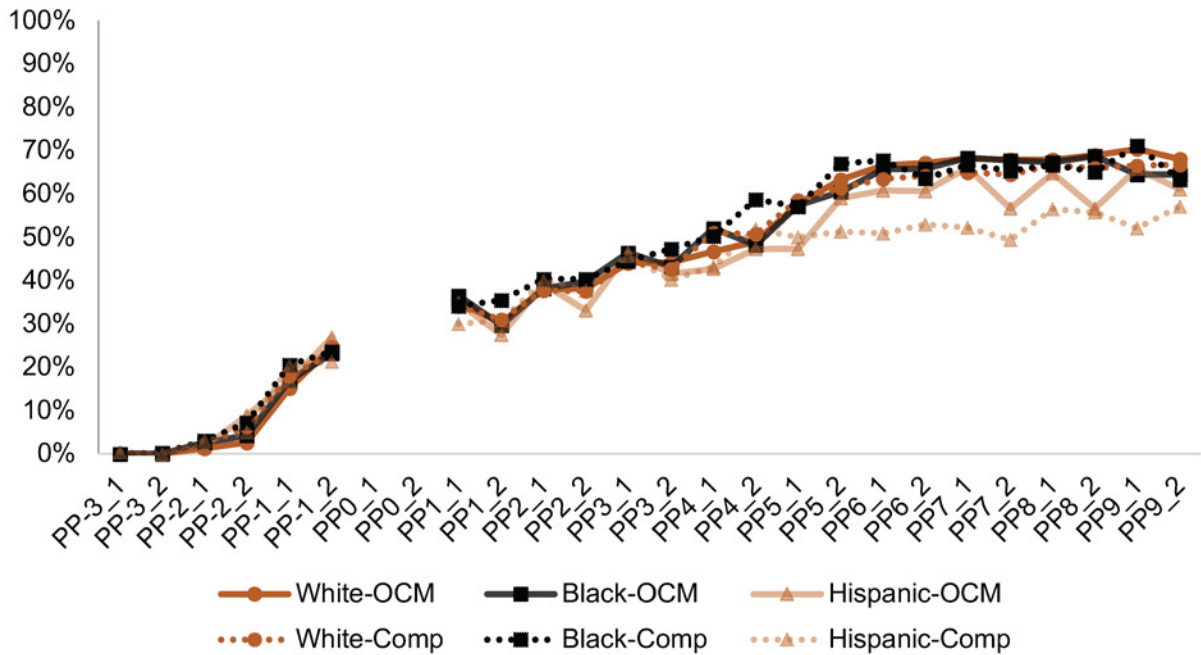 100%
90%
80%
70%
60%
50%
40%
30%
20%
10%
0%
PP-3_1
PP-3_2
PP-2_1
PP-2_2
PP-1_1
PP-1_2
PP0_1
PP0_2
PP1_1
PP1_2
PP2_1
PP2_2
PP3_1
PP3_2
PP4_1
PP4_2
PP5_1
PP5_2
PP6_1
PP6_2
PP7_1
PP7_2
PP8_1
PP8_2
PP9_1
PP9_2
White-OCM Black-OCM Hispanic-OCM
White-Comp Black-Comp Hispanic-Comp